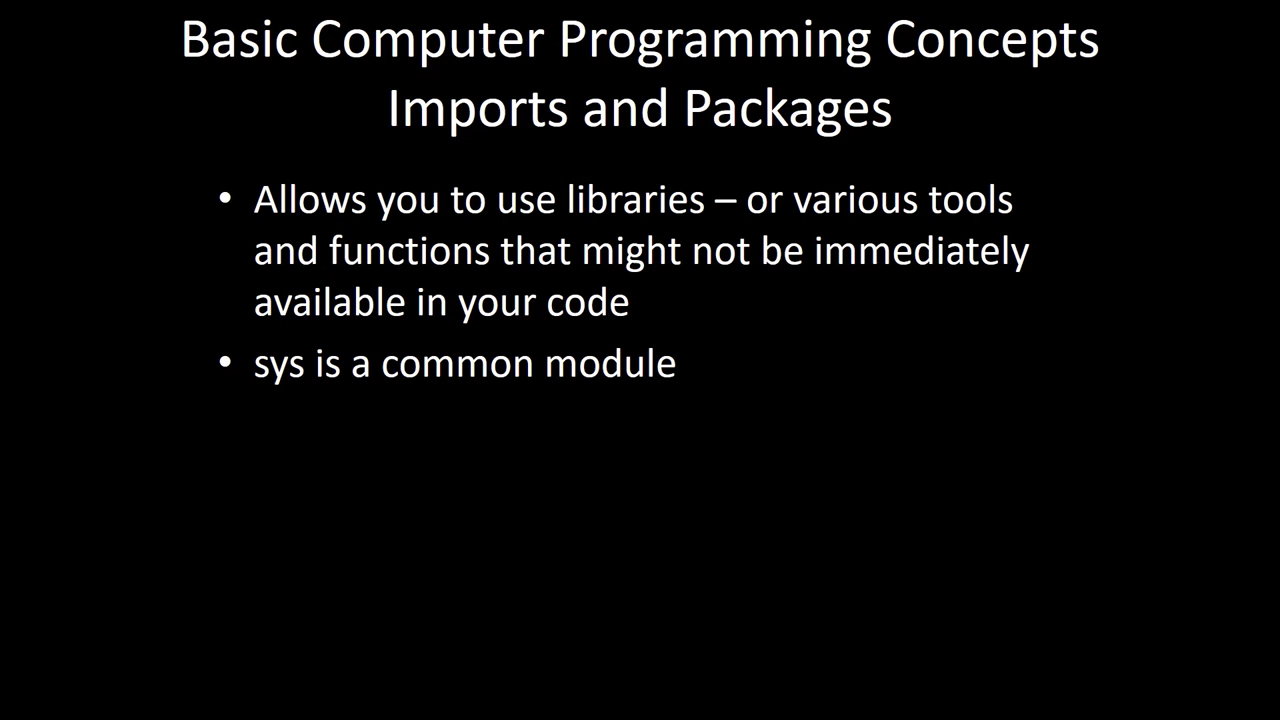 Basic Computer Programming Concepts
Imports and Packages
• Allows you to use libraries – or various tools
and functions that might not be immediately
available in your code
• sys is a common module